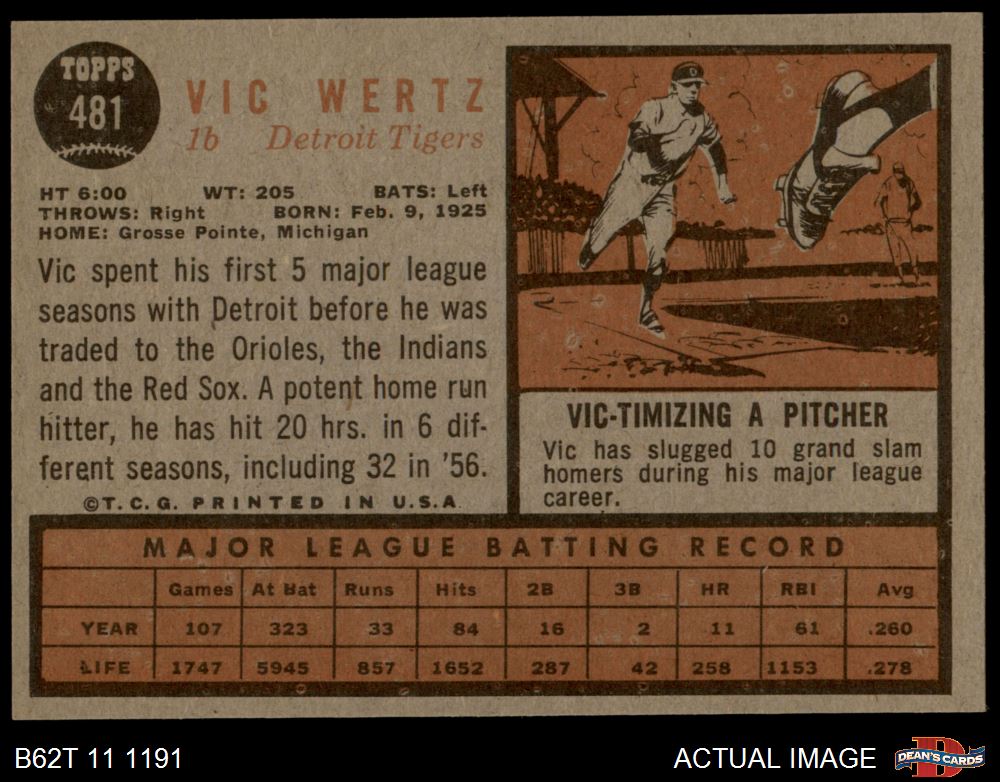 TOPPS
481
VIC WERTZ
1b Detroit Tigers
HT 6:00 WT: 205 BATS: Left
THROWS: Right BORN: Feb. 9, 1925
HOME: Grosse Pointe, Michigan
Vic spent his first 5 major league
seasons with Detroit before he was
traded to the Orioles, the Indians
and the Red Sox. A potent home run
hitter, he has hit 20 hrs. in 6 dif-
ferent seasons, including 32 in '56.
©T.C.G. PRINTED IN U.S.A.
VIC-TIMIZING A PITCHER
Vic has slugged 10 grand slam
homers during his major league
career.
MAJOR LEAGUE BATTING RECORD
Games At Bat Runs Hits 2B 3B HR RBI Avg
YEAR 107 323 33 84 16 2 11 61 .260
LIFE 1747 5945 857 1652 287 42 258 1153 .278
B62T 11 1191
ACTUAL IMAGE
D
DEAN'S CARDS